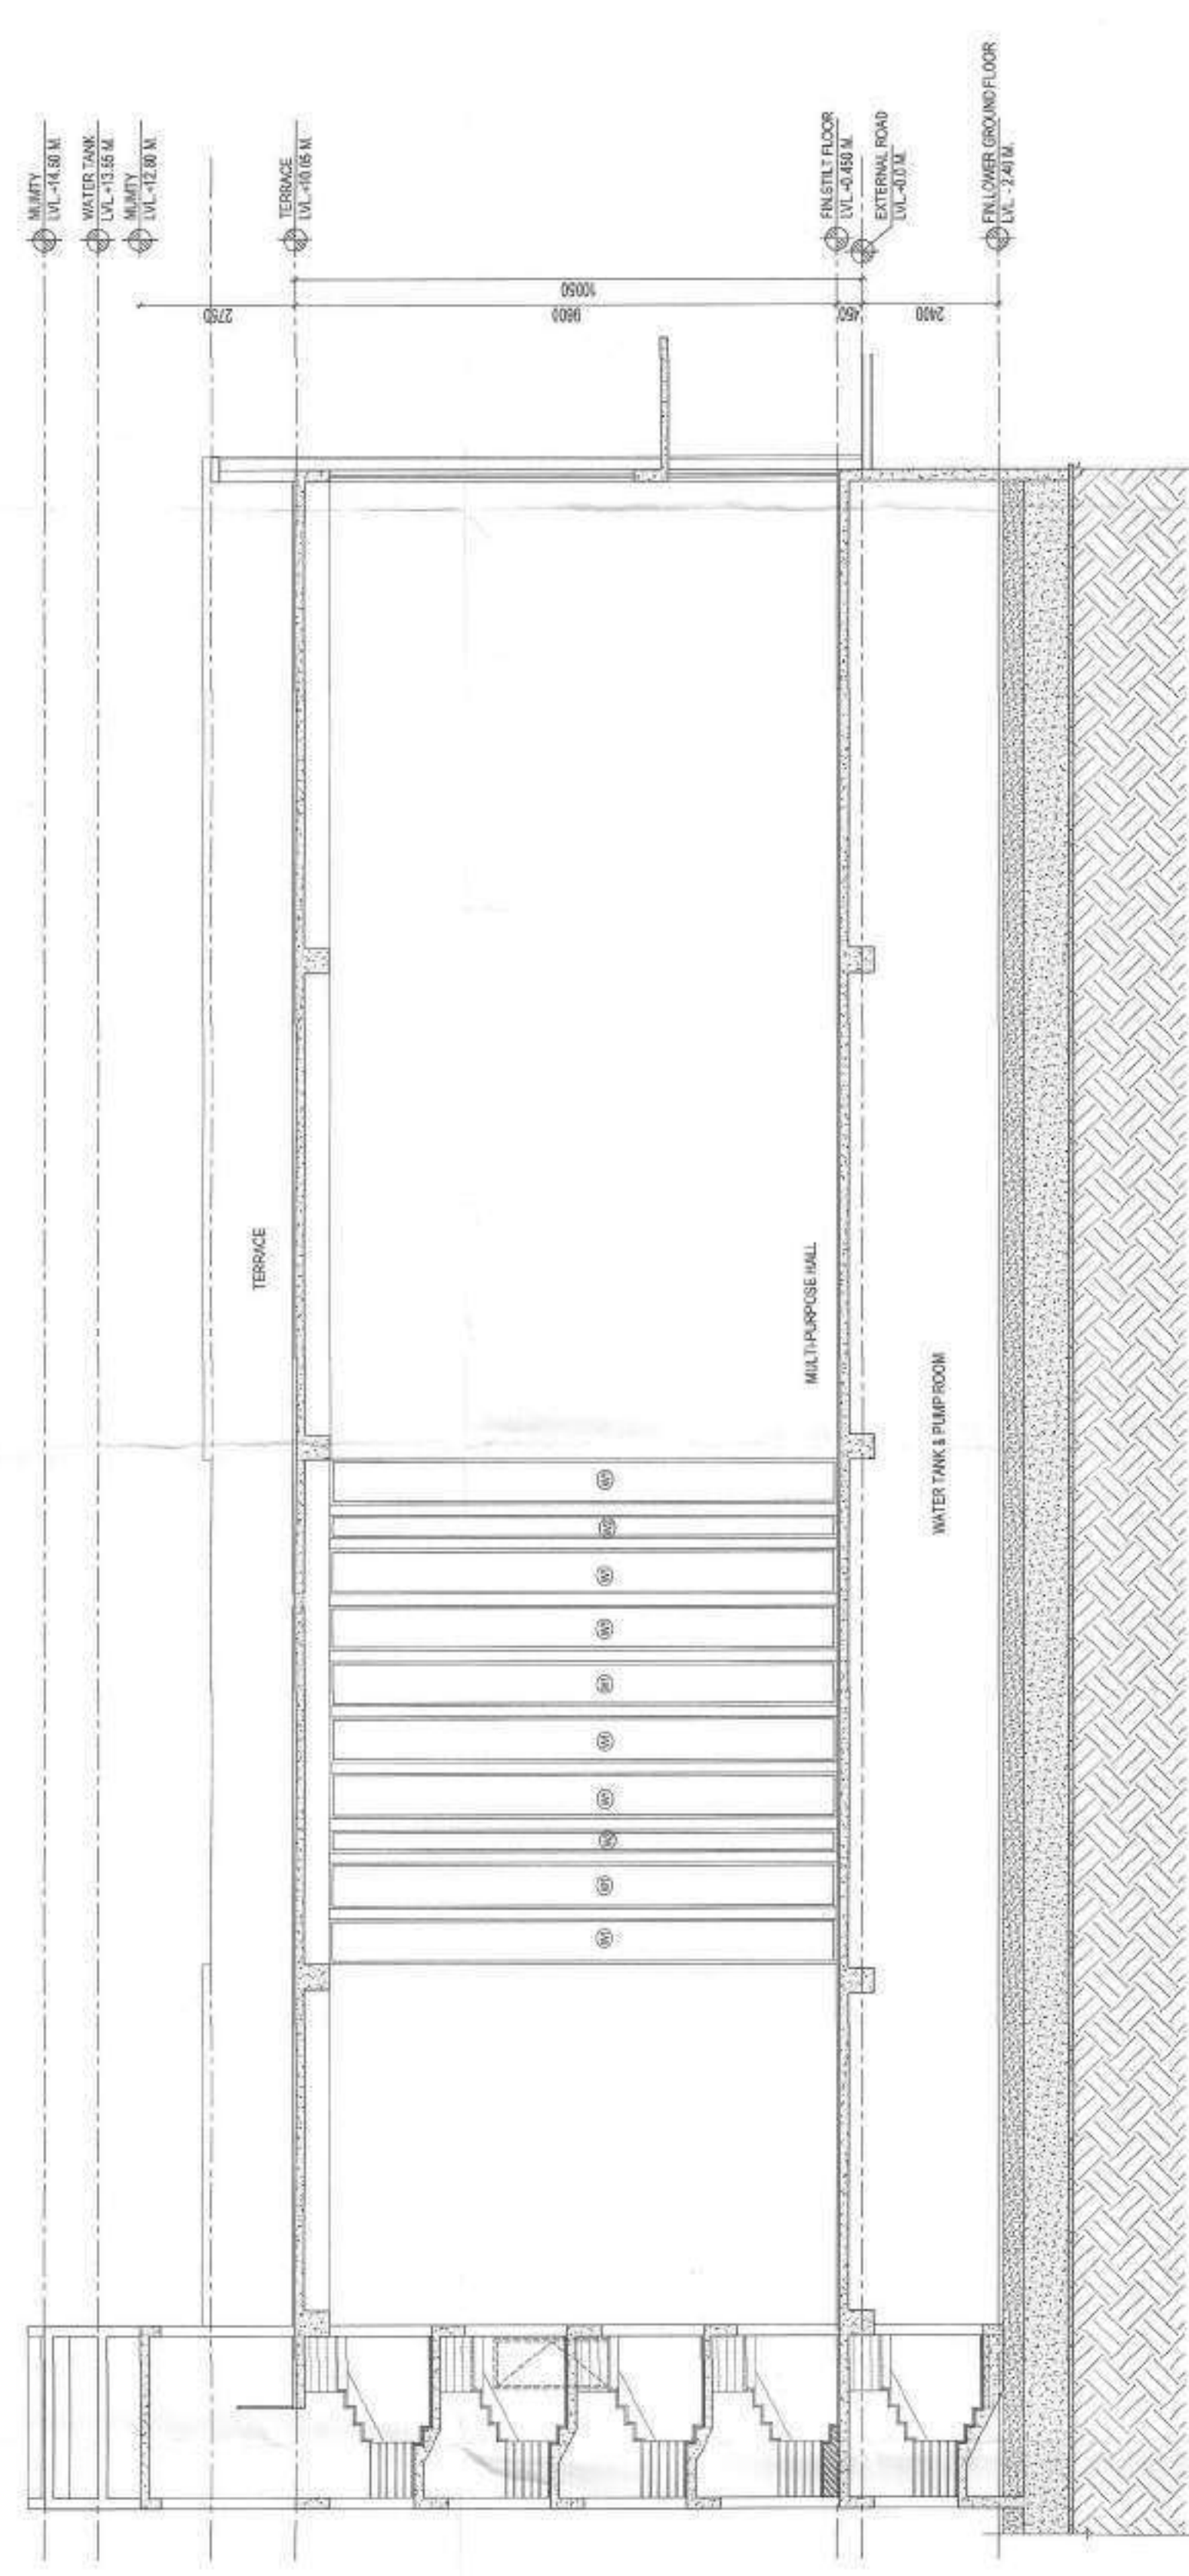 MUMTY
LVL.+14.50 M.
WATER TANK
LVL.+13.55 M.
MUMTY
LVL.+12.80 M.
TERRACE
LVL.+10.05 M.
FIN.STILT FLOOR
LVL.+0.450 M.
EXTERNAL ROAD
LVL.+0.0 M.
FIN.LOWER GROUND FLOOR
LVL. - 2.40 M.
2750
10050
9600
450
2400
TERRACE
MULTI-PURPOSE HALL
WATER TANK & PUMP ROOM